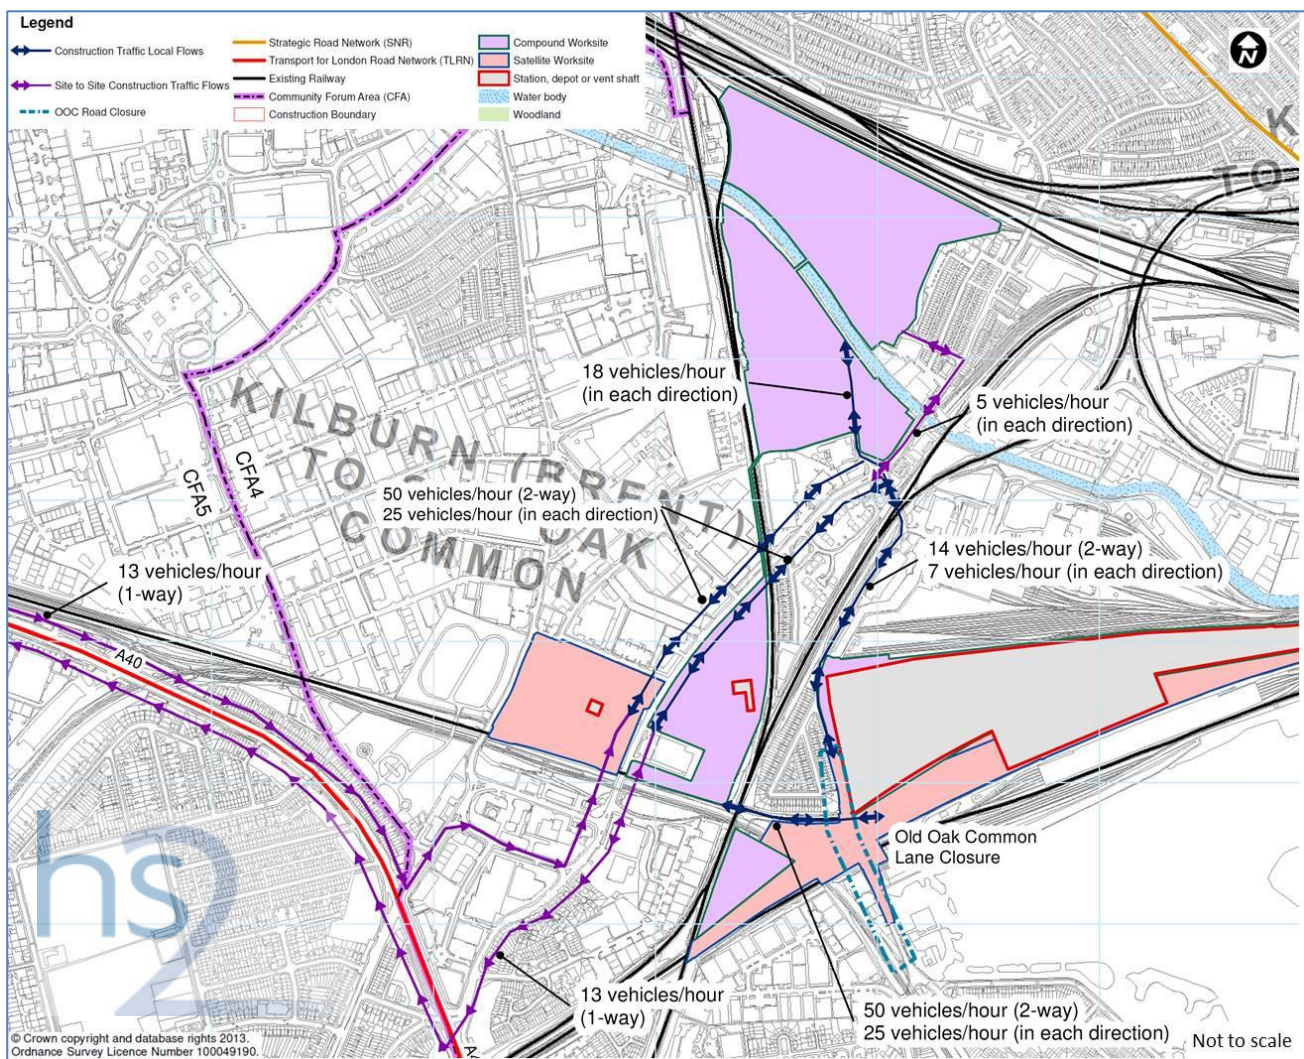 Legend
Construction Traffic Local Flows
Site to Site Construction Traffic Flows
OOC Road Closure
Strategic Road Network (SNR)
Transport for London Road Network (TLRN)
Existing Railway
Community Forum Area (CFA)
Construction Boundary
Compound Worksite
Satellite Worksite
Station, depot or vent shaft
Water body
Woodland
N
K
TO
18 vehicles/hour
(in each direction)
5 vehicles/hour
(in each direction)
KILBURN (BRENT)
TO OAK
COMMON
CFA4
CFA5
50 vehicles/hour (2-way)
25 vehicles/hour (in each direction)
14 vehicles/hour (2-way)
7 vehicles/hour (in each direction)
13 vehicles/hour
(1-way)
A40
Old Oak Common
Lane Closure
hs2
13 vehicles/hour
(1-way)
50 vehicles/hour (2-way)
25 vehicles/hour (in each direction)
© Crown copyright and database rights 2013.
Ordnance Survey Licence Number 100049190.
Not to scale